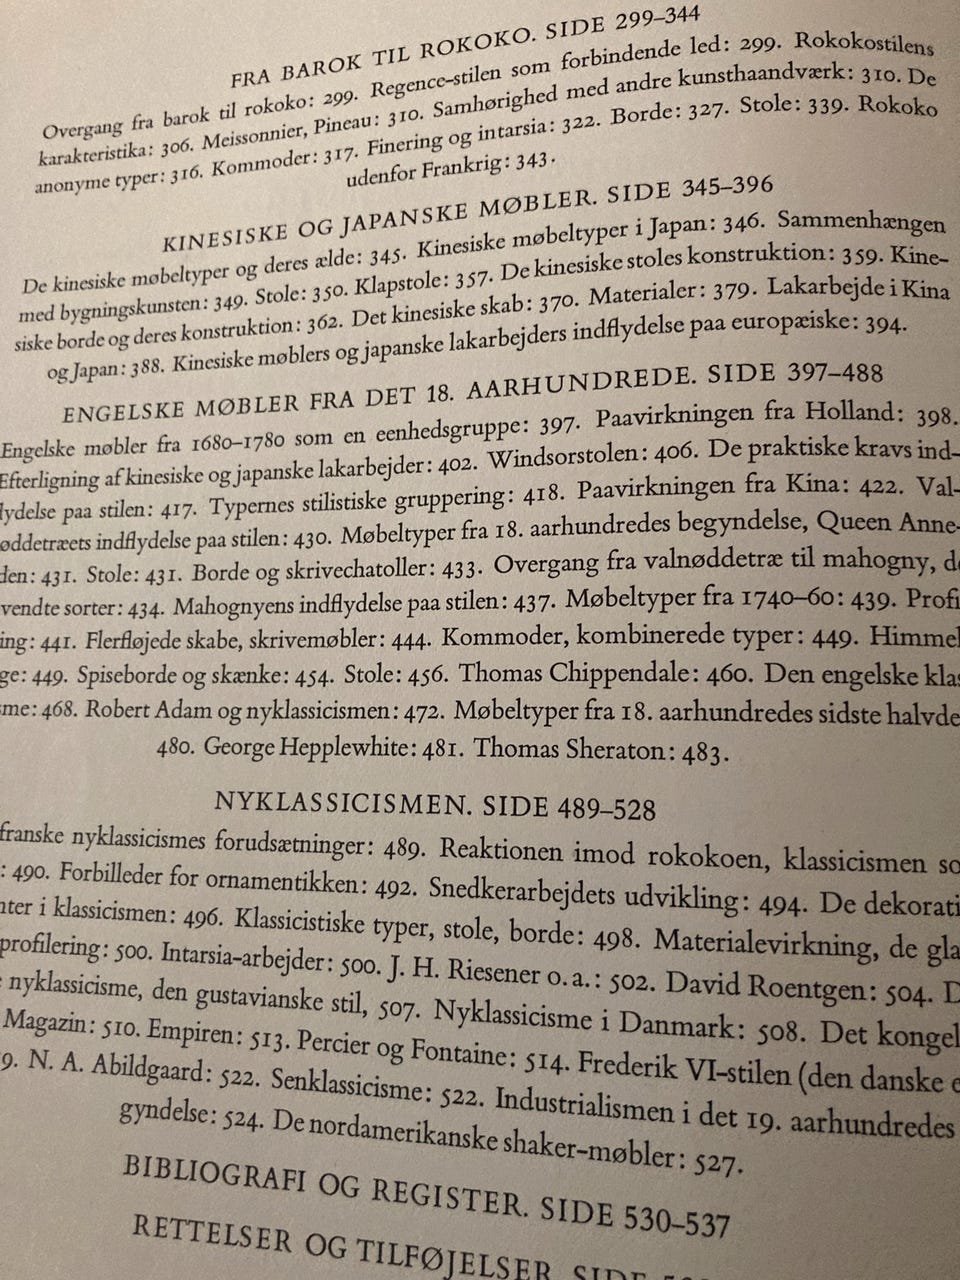 FRA BAROK TIL ROKOKO. SIDE 299–344
Overgang fra barok til rokoko: 299. Regence-stilen som forbindende led: 299. Rokokostilens
karakteristika: 306. Meissonnier, Pineau: 310. Samhørighed med andre kunsthaandværk: 310. De
anonyme typer: 316. Kommoder: 317. Finering og intarsia: 322. Borde: 327. Stole: 339. Rokoko
udenfor Frankrig: 343.
KINESISKE OG JAPANSKE MØBLER. SIDE 345–396
De kinesiske møbeltyper og deres ælde: 345. Kinesiske møbeltyper i Japan: 346. Sammenhængen
med bygningskunsten: 349. Stole: 350. Klapstole: 357. De kinesiske stoles konstruktion: 359. Kine-
siske borde og deres konstruktion: 362. Det kinesiske skab: 370. Materialer: 379. Lakarbejde i Kina
og Japan: 388. Kinesiske møblers og japanske lakarbejders indflydelse paa europæiske: 394.
ENGELSKE MØBLER FRA DET 18. AARHUNDREDE. SIDE 397–488
Engelske møbler fra 1680–1780 som en eenhedsgruppe: 397. Paavirkningen fra Holland: 398.
Efterligning af kinesiske og japanske lakarbejder: 402. Windsorstolen: 406. De praktiske kravs ind-
lydelse paa stilen: 417. Typernes stilistiske gruppering: 418. Paavirkningen fra Kina: 422. Val-
øddetræets indflydelse paa stilen: 430. Møbeltyper fra 18. aarhundredes begyndelse, Queen Anne-
den: 431. Stole: 431. Borde og skrivechatoller: 433. Overgang fra valnøddetræ til mahogny, de
vendte sorter: 434. Mahognyens indflydelse paa stilen: 437. Møbeltyper fra 1740–60: 439. Profi
ing: 441. Flerfløjede skabe, skrivemøbler: 444. Kommoder, kombinerede typer: 449. Himmel
ge: 449. Spiseborde og skænke: 454. Stole: 456. Thomas Chippendale: 460. Den engelske klas
me: 468. Robert Adam og nyklassicismen: 472. Møbeltyper fra 18. aarhundredes sidste halvde
480. George Hepplewhite: 481. Thomas Sheraton: 483.
NYKLASSICISMEN. SIDE 489–528
franske nyklassicismes forudsætninger: 489. Reaktionen imod rokokoen, klassicismen so
: 490. Forbilleder for ornamentikken: 492. Snedkerarbejdets udvikling: 494. De dekorati
nter i klassicismen: 496. Klassicistiske typer, stole, borde: 498. Materialevirkning, de gla
profilering: 500. Intarsia-arbejder: 500. J. H. Riesener o.a.: 502. David Roentgen: 504. D
nyklassicisme, den gustavianske stil, 507. Nyklassicisme i Danmark: 508. Det kongel
Magazin: 510. Empiren: 513. Percier og Fontaine: 514. Frederik VI-stilen (den danske e
9. N. A. Abildgaard: 522. Senklassicisme: 522. Industrialismen i det 19. aarhundredes
gyndelse: 524. De nordamerikanske shaker-møbler: 527.
BIBLIOGRAFI OG REGISTER. SIDE 530–537
RETTELSER OG TILFØJELSER. SIDE